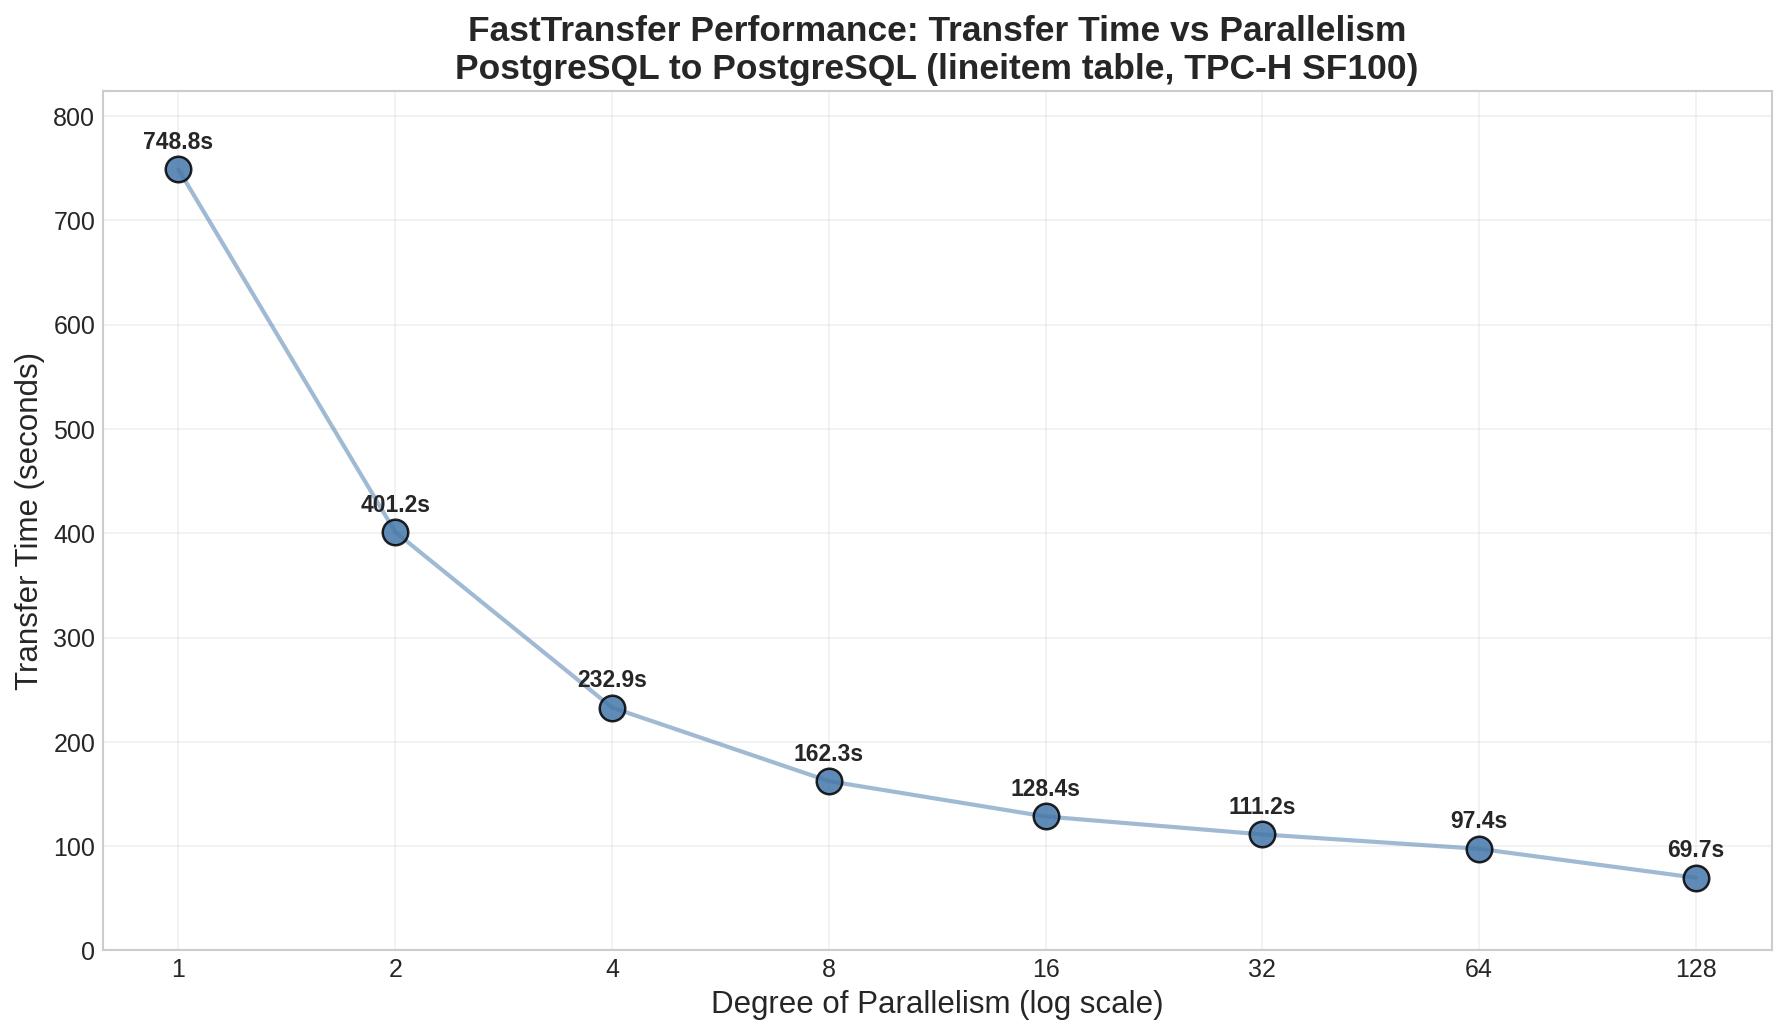 FastTransfer Performance: Transfer Time vs Parallelism
PostgreSQL to PostgreSQL (lineitem table, TPC-H SF100)
Transfer Time (seconds)
800
700
600
500
400
300
200
100
0
748.8s
401.2s
232.9s
162.3s
128.4s
111.2s
97.4s
69.7s
1 2 4 8 16 32 64 128
Degree of Parallelism (log scale)